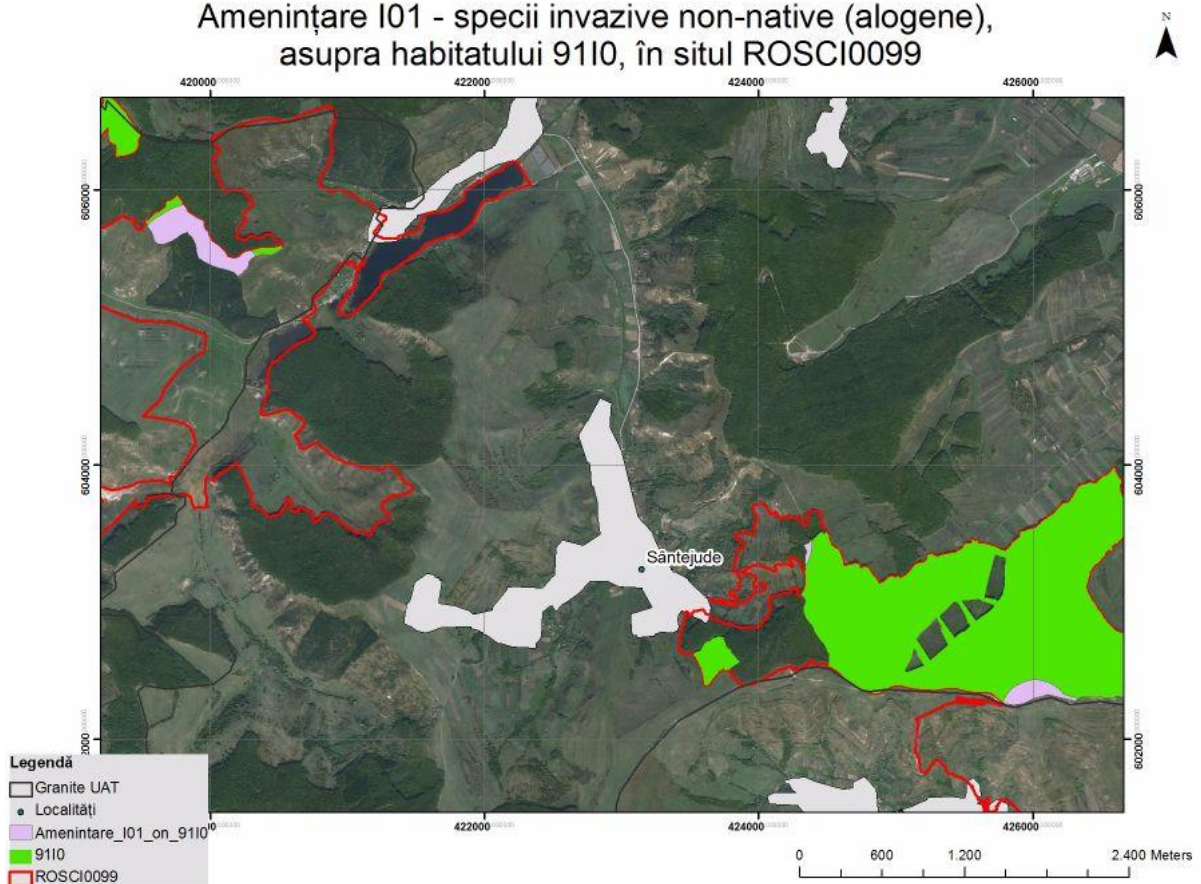 Amenințare I01 - specii invazive non-native (alogene),
asupra habitatului 91I0, în situl ROSCI0099
N
420000 422000 424000 426000
606000 606000
604000 604000
Sântejude
602000
Legendă
Granite UAT
Localități
Amenintare_I01_on_91I0
91I0
ROSCI0099
422000 424000 426000
0 600 1.200 2.400 Meters